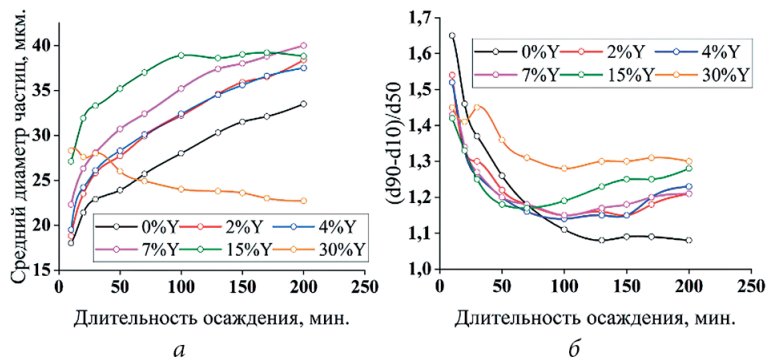 Средний диаметр частиц, мкм.
40
35
30
25
20
15
0%Y 2%Y 4%Y
7%Y 15%Y 30%Y
0 50 100 150 200 250
Длительность осаждения, мин.
а
(d90-d10)/d50
1,7
1,6
1,5
1,4
1,3
1,2
1,1
1,0
0%Y 2%Y 4%Y
7%Y 15%Y 30%Y
0 50 100 150 200 250
Длительность осаждения, мин.
б